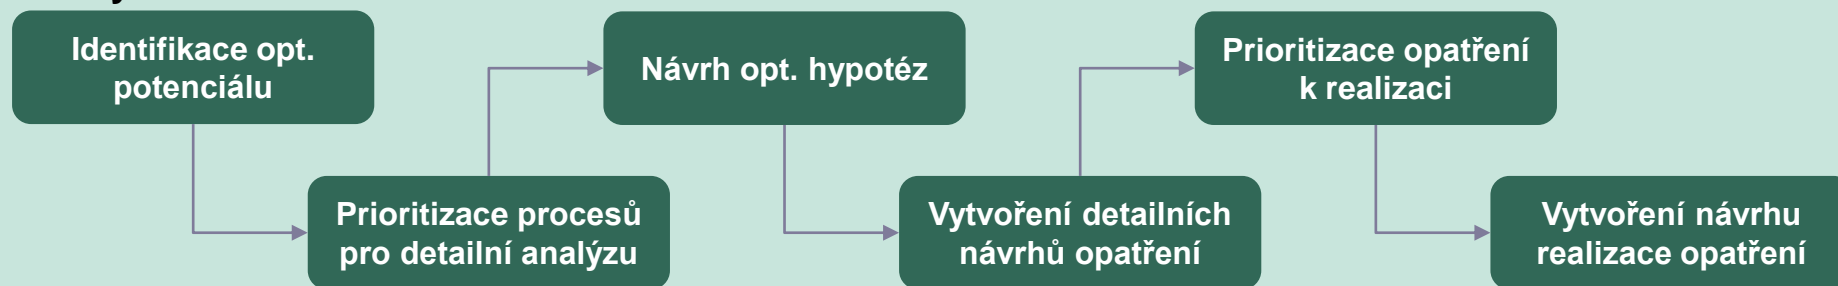 Identifikace opt.
potenciálu
Prioritizace procesů
pro detailní analýzu
Návrh opt. hypotéz
Vytvoření detailních
návrhů opatření
Prioritizace opatření
k realizaci
Vytvoření návrhu
realizace opatření